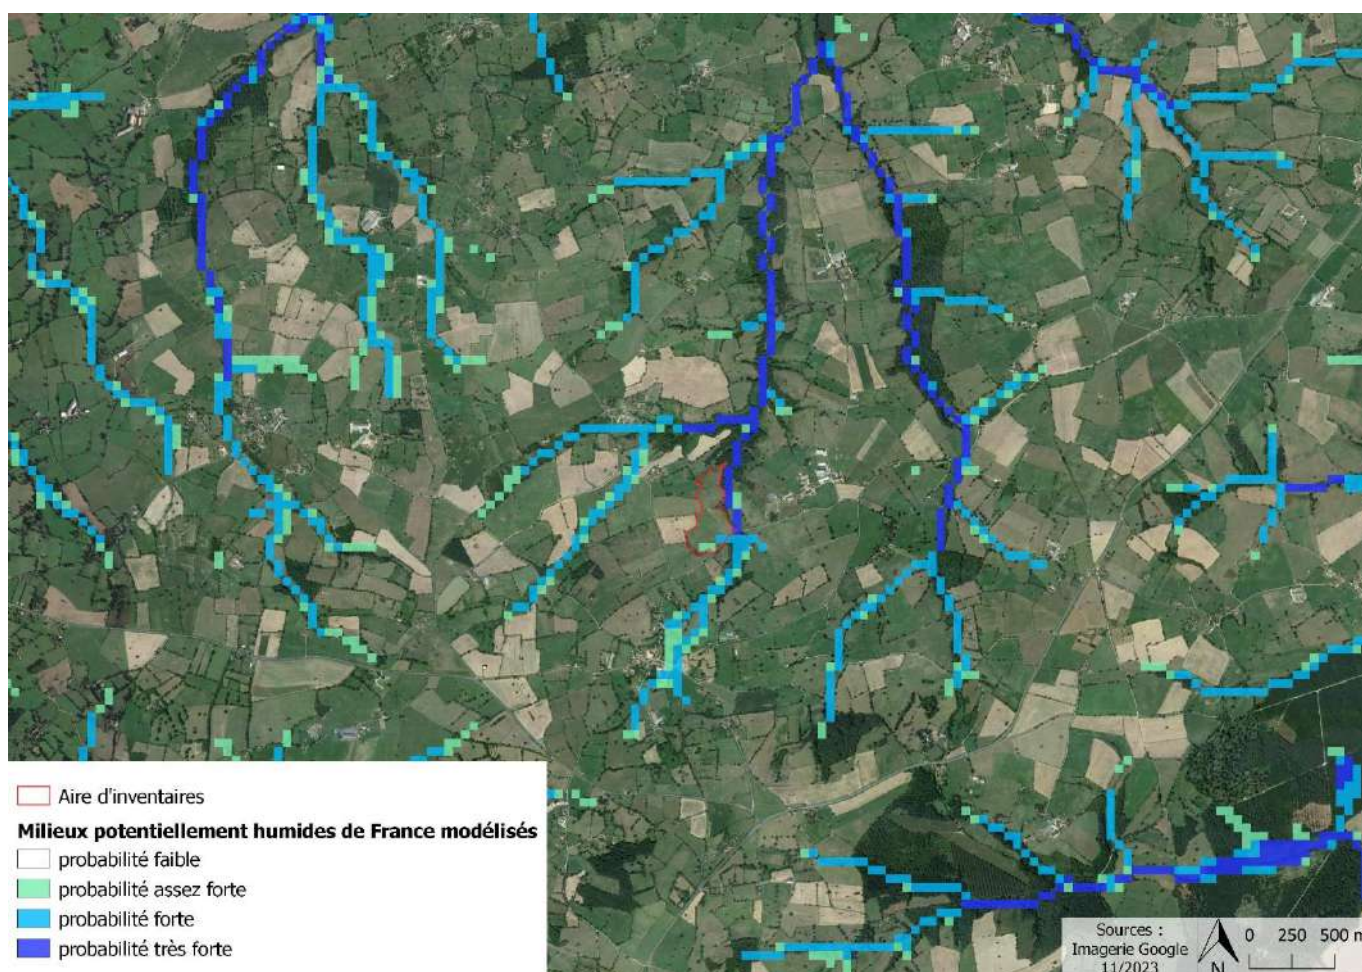 Aire d'inventaires
Milieux potentiellement humides de France modélisés
probabilité faible
probabilité assez forte
probabilité forte
probabilité très forte
Sources :
Imagerie Google
11/2023
N
0 250 500 m